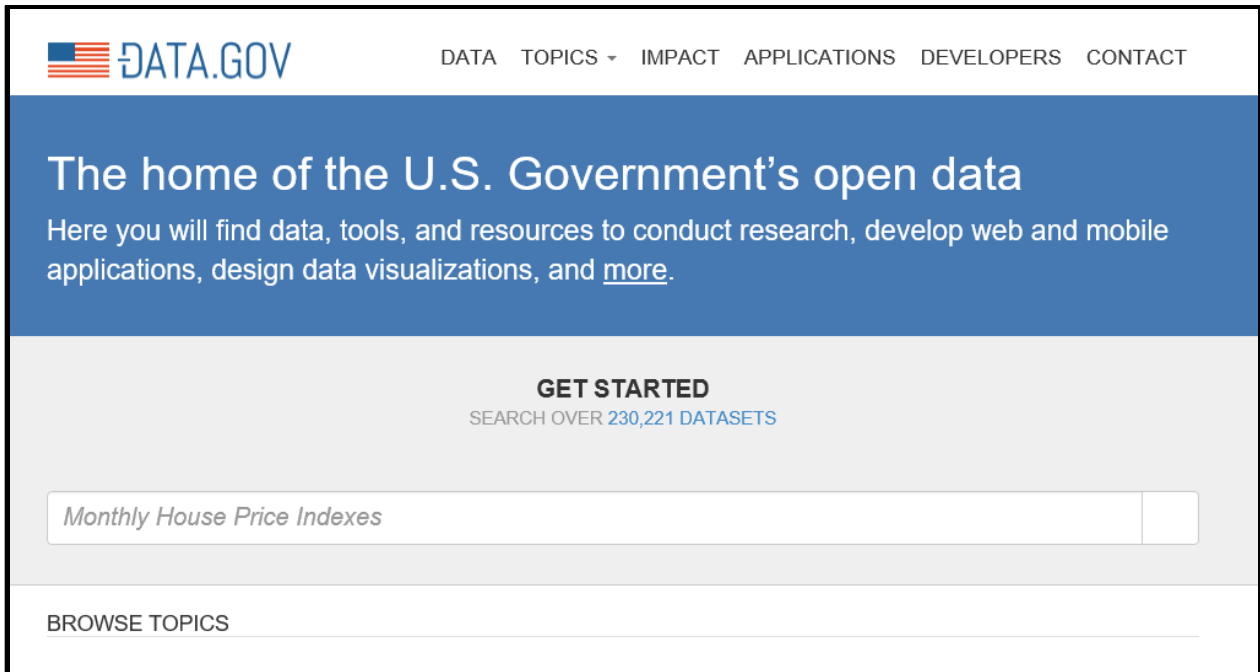 DATA.GOV
DATA TOPICS IMPACT APPLICATIONS DEVELOPERS CONTACT
The home of the U.S. Government’s open data
Here you will find data, tools, and resources to conduct research, develop web and mobile
applications, design data visualizations, and more.
GET STARTED
SEARCH OVER 230,221 DATASETS
Monthly House Price Indexes
BROWSE TOPICS